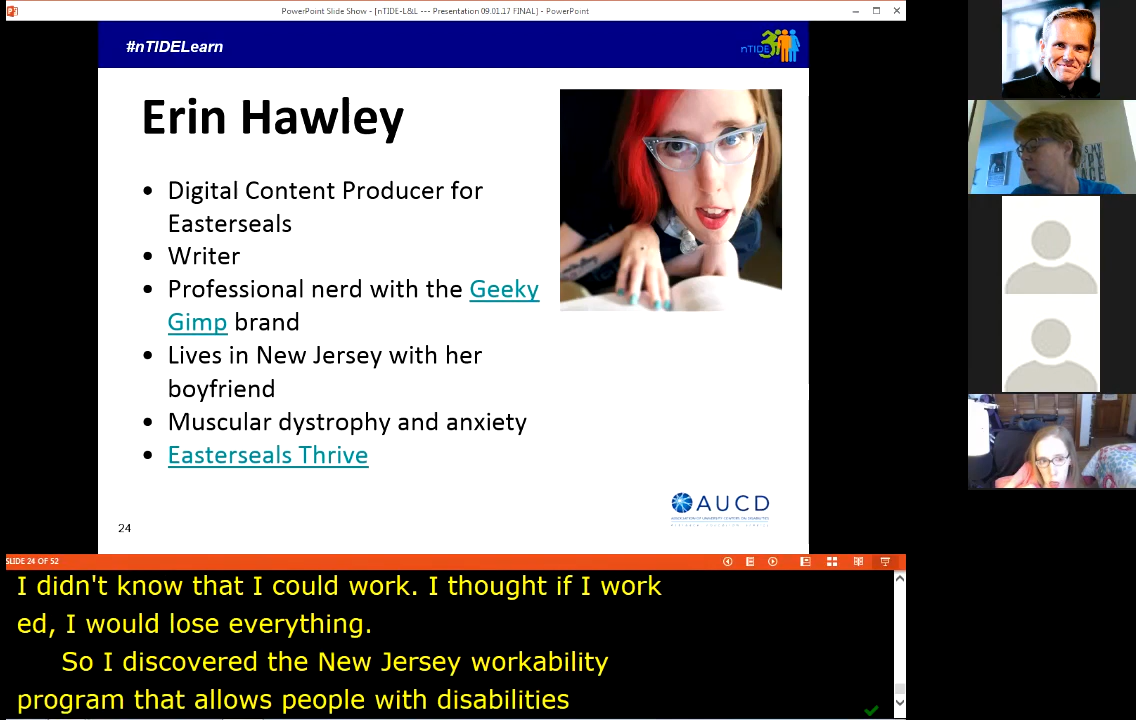 PowerPoint Slide Show - [nTIDE-L&L --- Presentation 09.01.17 FINAL] - PowerPoint
#nTIDELearn
nTIDE
Erin Hawley
• Digital Content Producer for
Easterseals
• Writer
• Professional nerd with the Geeky
Gimp brand
• Lives in New Jersey with her
boyfriend
• Muscular dystrophy and anxiety
• Easterseals Thrive
AUCD
24
SLIDE 24 OF 52
I didn't know that I could work. I thought if I work
ed, I would lose everything.
So I discovered the New Jersey workability
program that allows people with disabilities